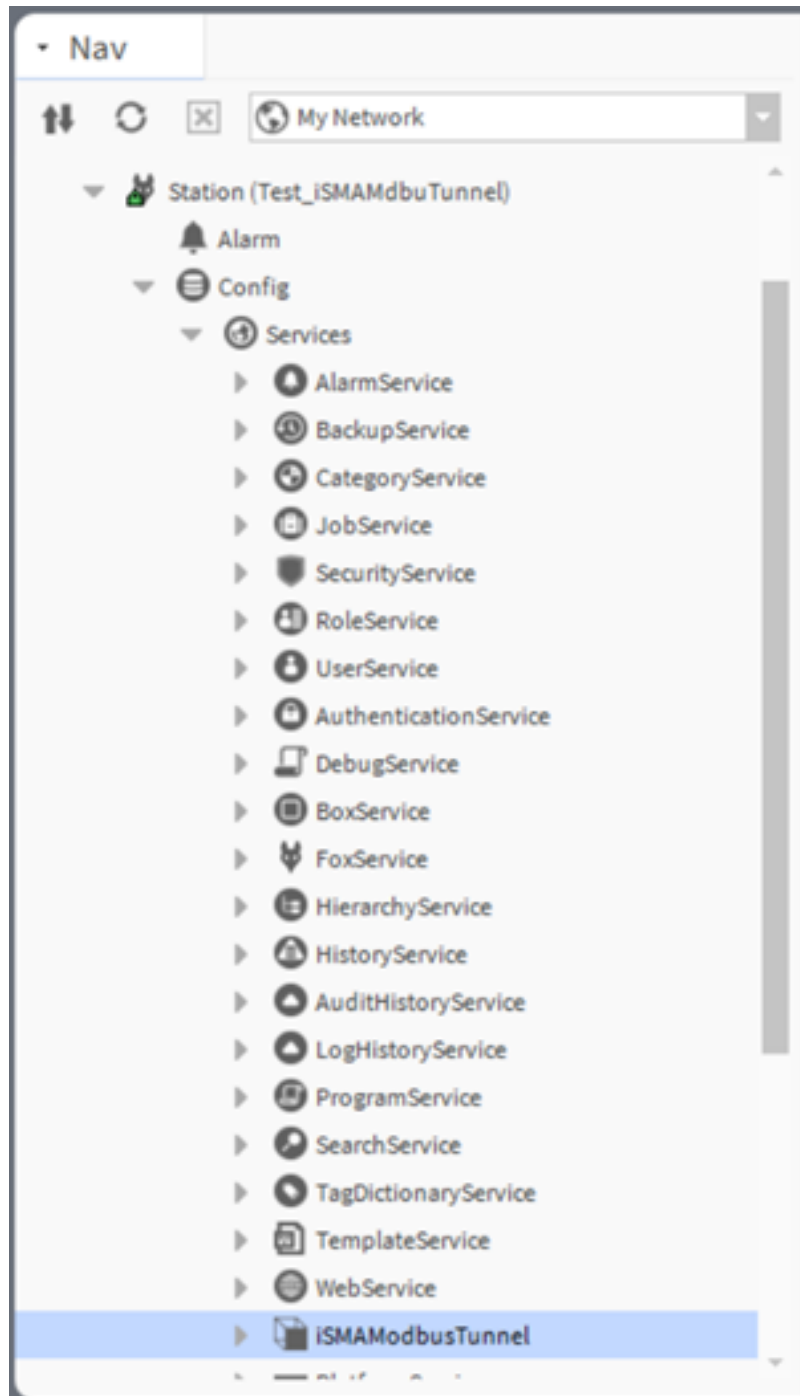 Nav
My Network
Station (Test_iSMAMdbuTunnel)
Alarm
Config
Services
AlarmService
BackupService
CategoryService
JobService
SecurityService
RoleService
UserService
AuthenticationService
DebugService
BoxService
FoxService
HierarchyService
HistoryService
AuditHistoryService
LogHistoryService
ProgramService
SearchService
TagDictionaryService
TemplateService
WebService
iSMAModbusTunnel